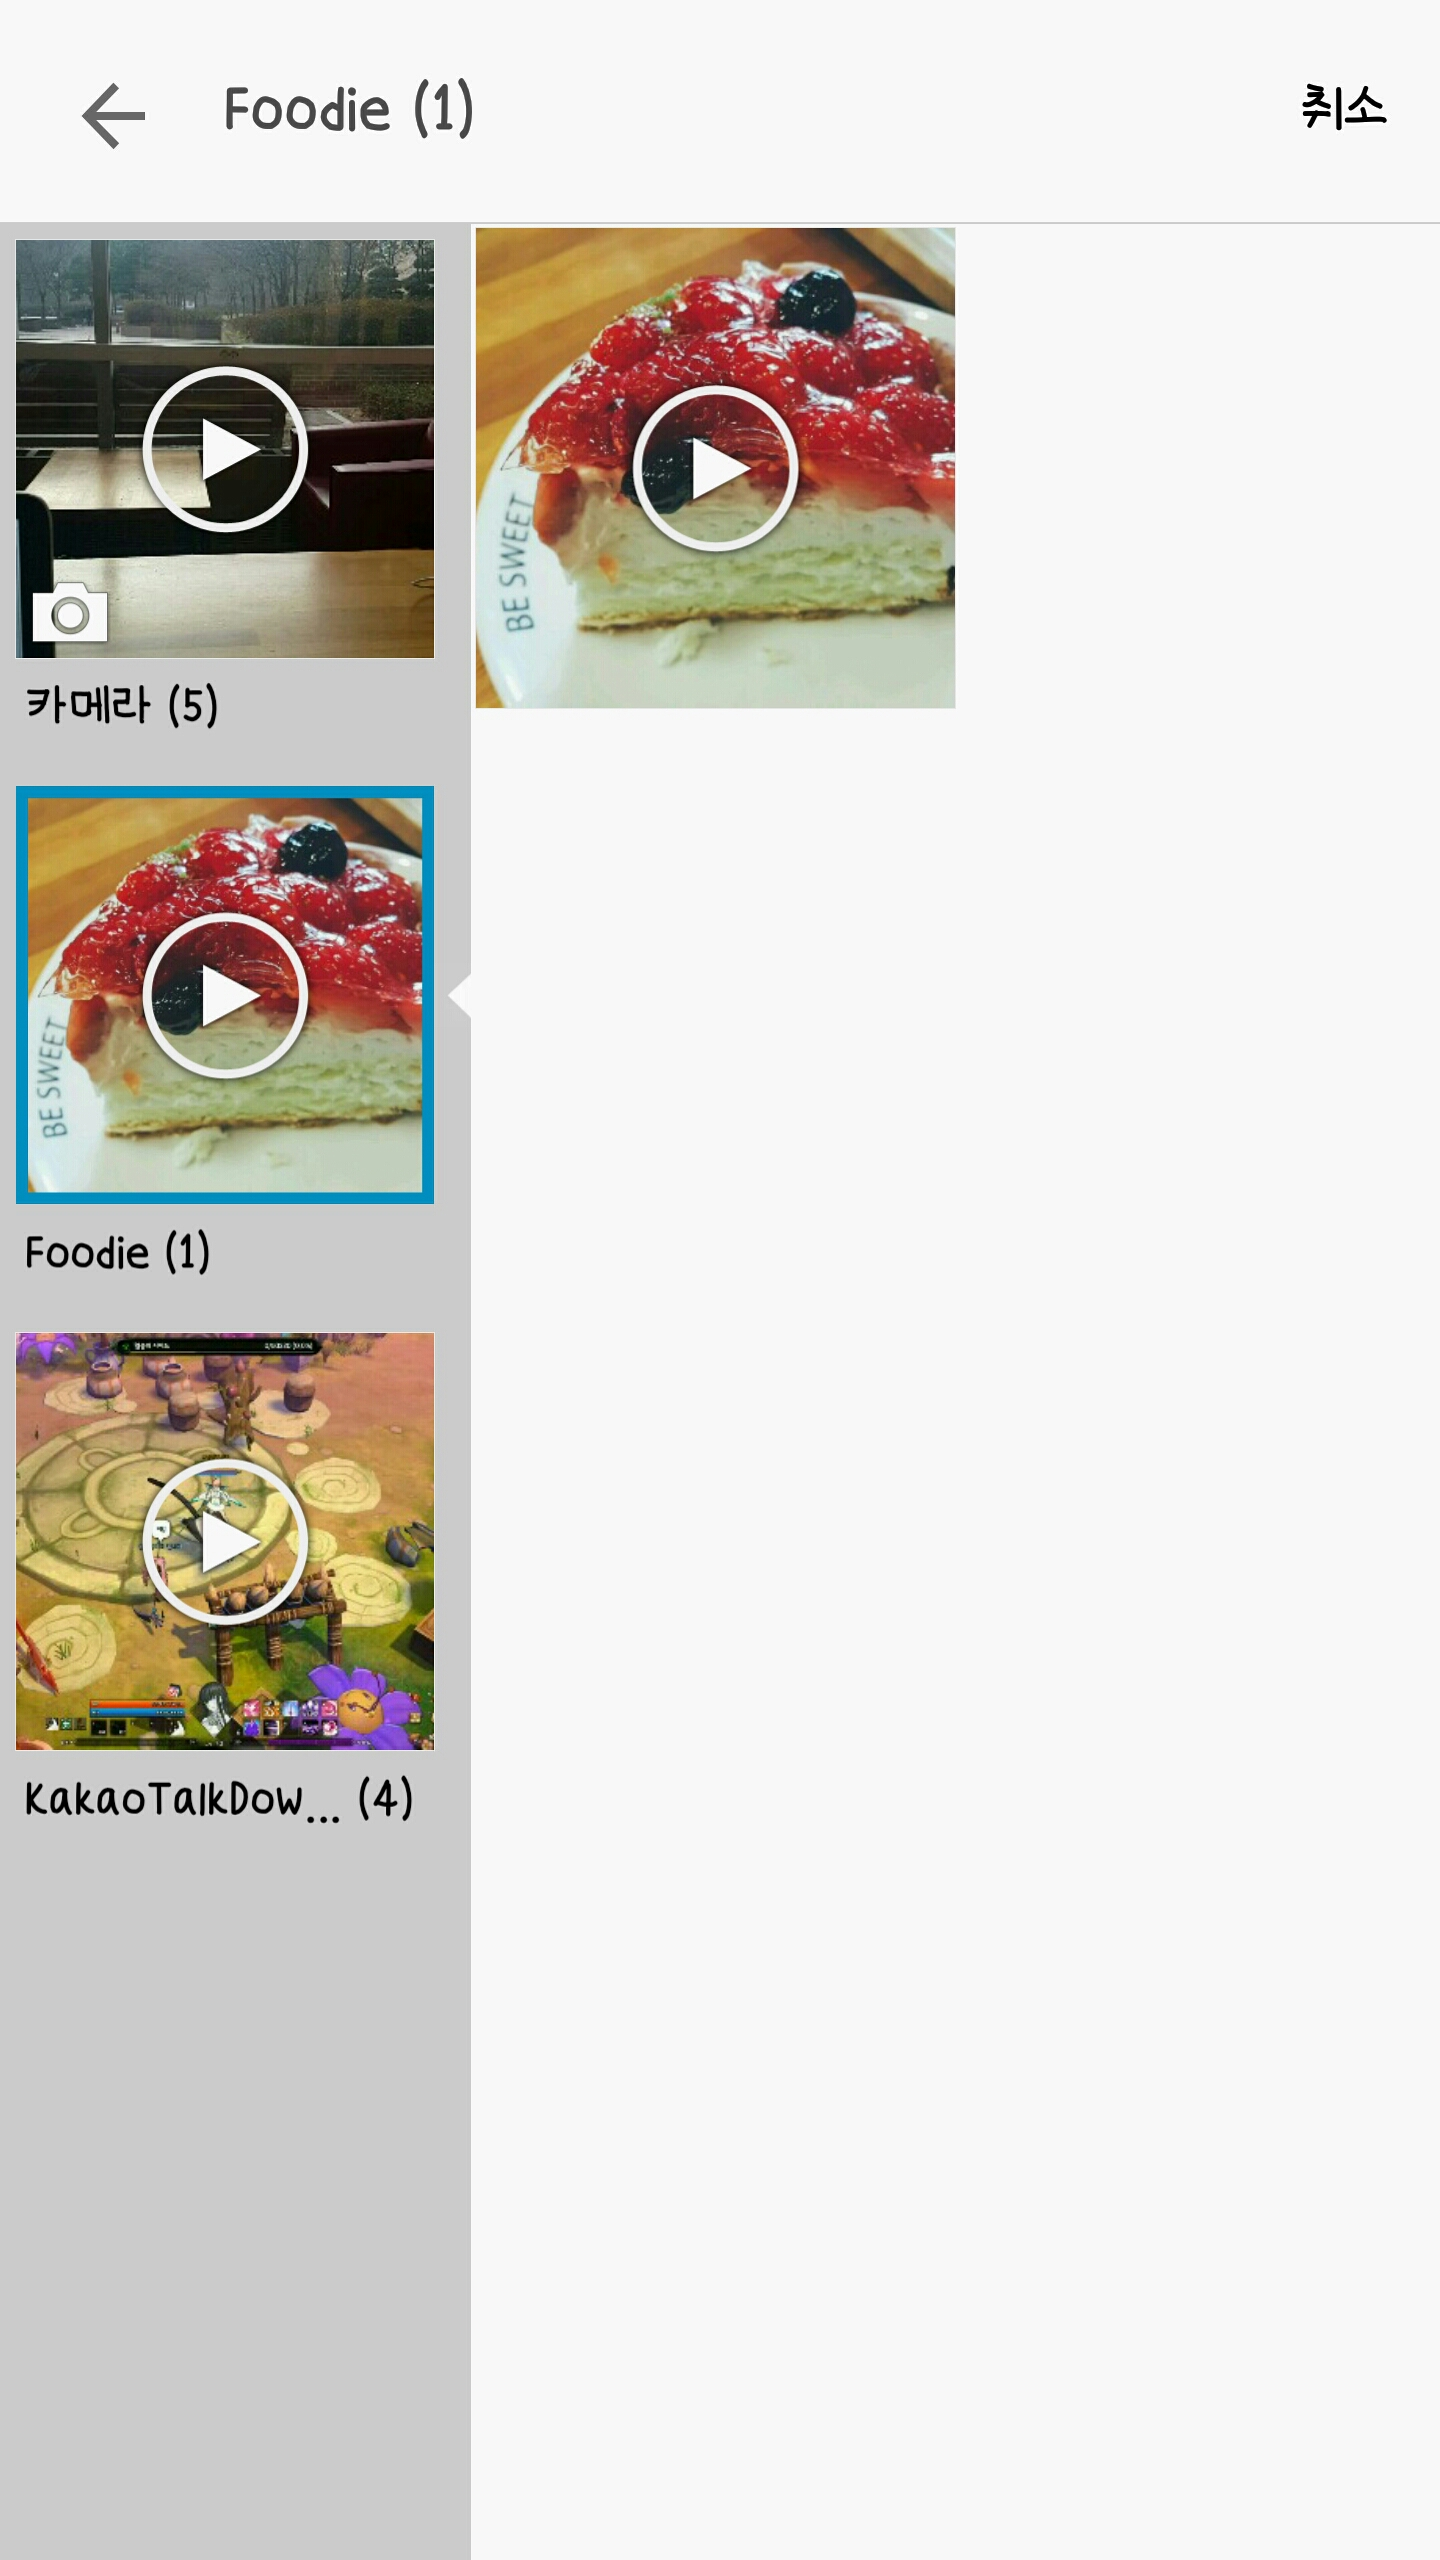 Foodie (1)
취소
카메라 (5)
BE SWEET
BE SWEET
Foodie (1)
KakaoTalkDow... (4)